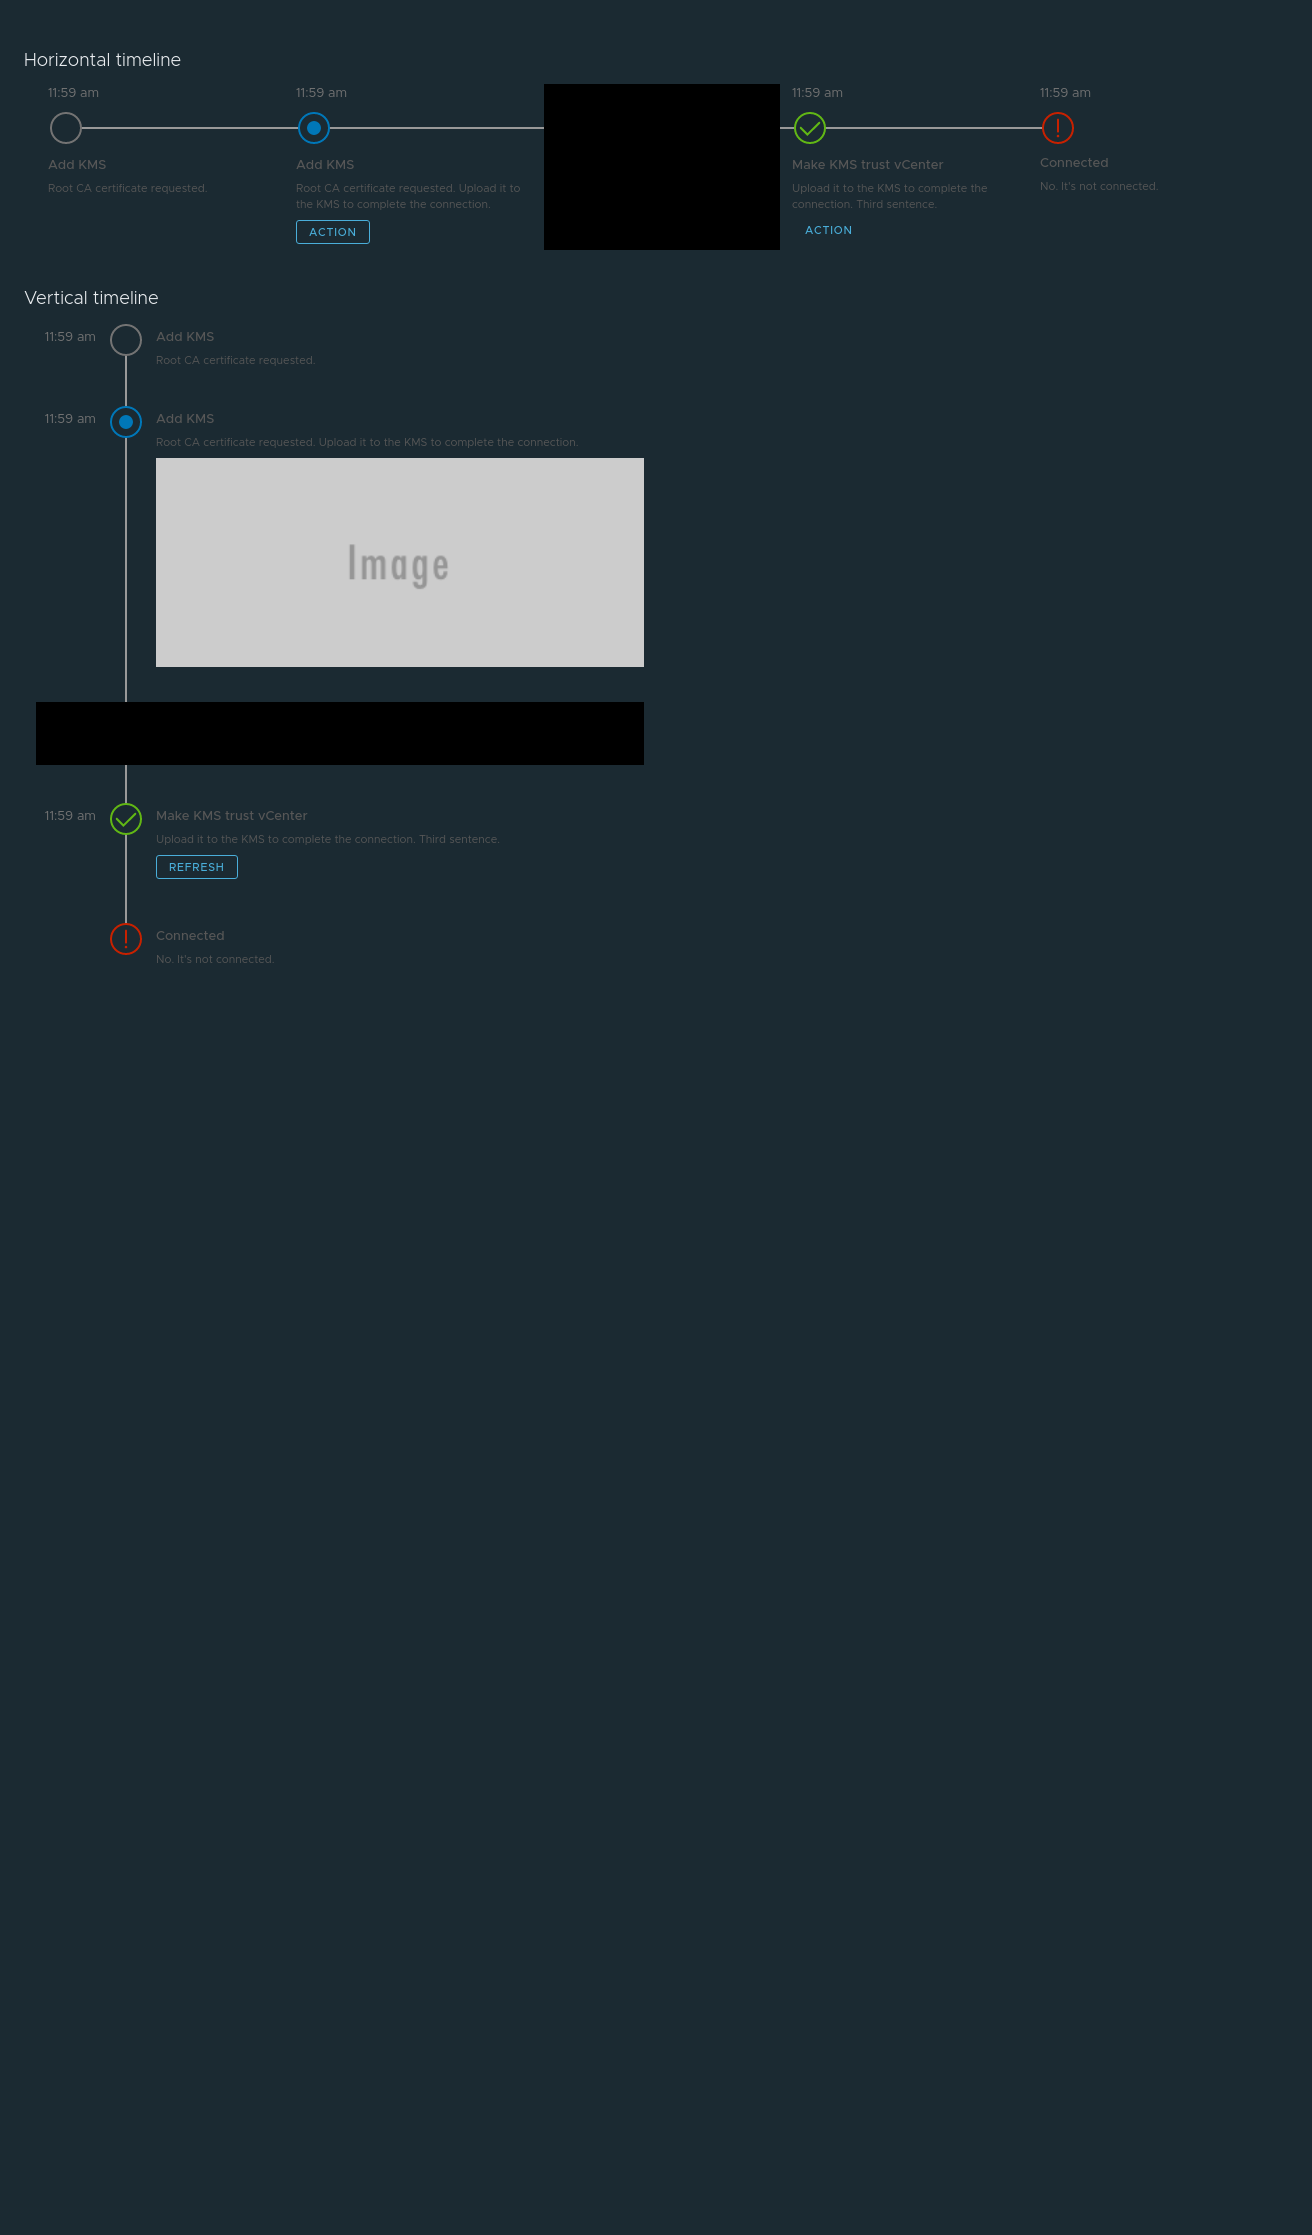 Horizontal timeline
11:59 am
Add KMS
Root CA certificate requested.
11:59 am
Add KMS
Root CA certificate requested. Upload it to
the KMS to complete the connection.
ACTION
11:59 am
Make KMS trust vCenter
Upload it to the KMS to complete the
connection. Third sentence.
ACTION
11:59 am
Connected
No. It's not connected.
Vertical timeline
11:59 am
Add KMS
Root CA certificate requested.
11:59 am
Add KMS
Root CA certificate requested. Upload it to the KMS to complete the connection.
Image
11:59 am
Make KMS trust vCenter
Upload it to the KMS to complete the connection. Third sentence.
REFRESH
Connected
No. It's not connected.